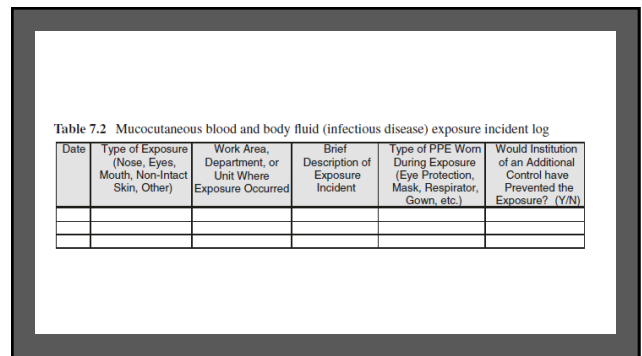 Table 7.2 Mucocutaneous blood and body fluid (infectious disease) exposure incident log
Date
Type of Exposure
(Nose, Eyes,
Mouth, Non-Intact
Skin, Other)
Work Area,
Department, or
Unit Where
Exposure Occurred
Brief
Description of
Exposure
Incident
Type of PPE Worn
During Exposure
(Eye Protection,
Mask, Respirator,
Gown, etc.)
Would Institution
of an Additional
Control have
Prevented the
Exposure? (Y/N)